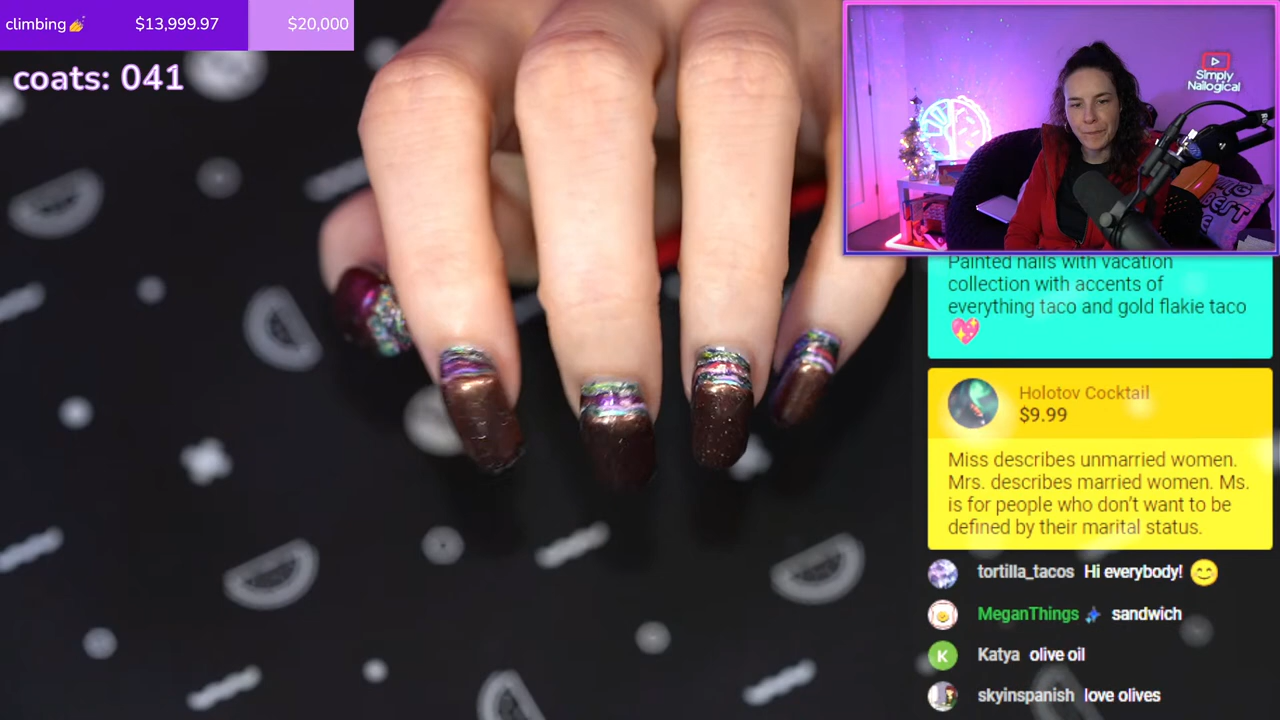 climbing💅 $13,999.97 $20,000
coats: 041
Simply
Nailogical
BEST
Painted nails with vacation
collection with accents of
everything taco and gold flakie taco
💖
Holotov Cocktail
$9.99
Miss describes unmarried women.
Mrs. describes married women. Ms.
is for people who don’t want to be
defined by their marital status.
tortilla_tacos Hi everybody! 😊
MeganThings sandwich
K Katya olive oil
skyinspanish love olives